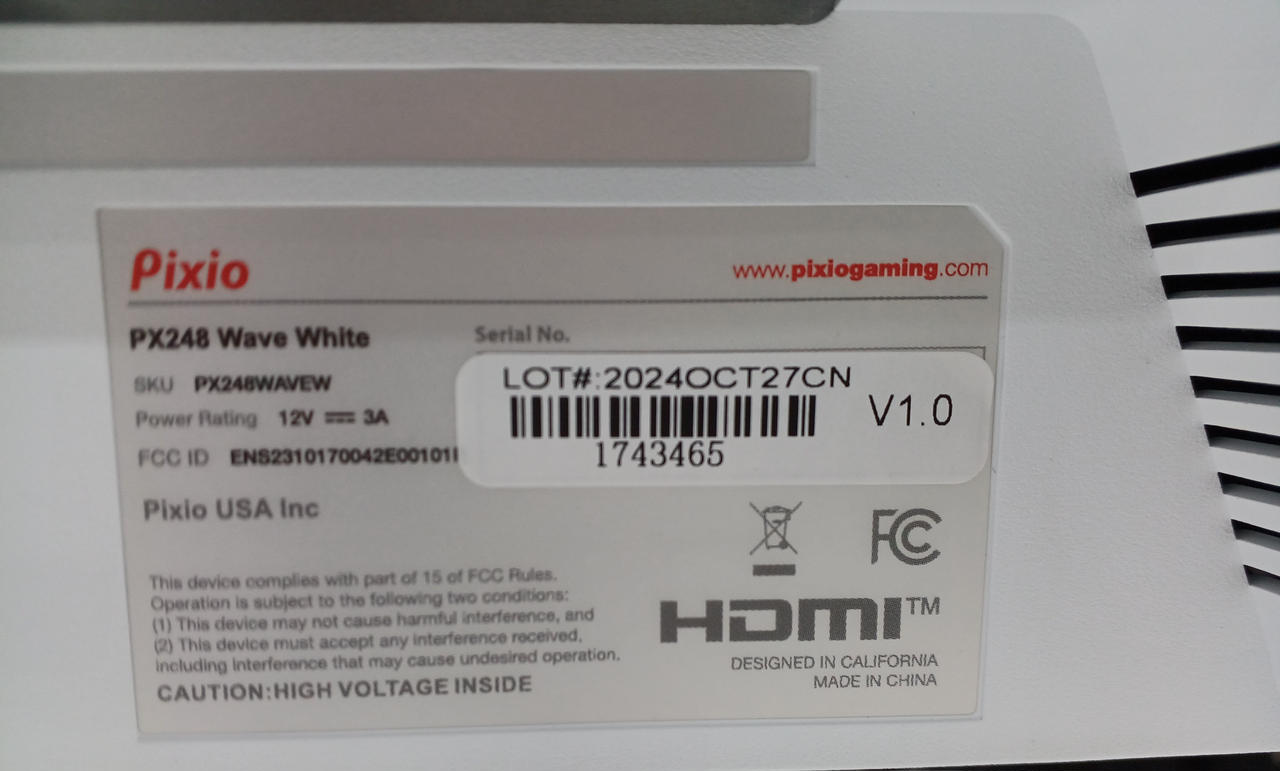 Pixio
www.pixiogaming.com
PX248 Wave White
Serial No.
SKU PX248WAVEW
LOT#:2024OCT27CN
Power Rating 12V 3A
V1.0
FCC ID ENS2310170042E00101
1743465
Pixio USA Inc
FC
This device complies with part of 15 of FCC Rules.
Operation is subject to the following two conditions:
(1) This device may not cause harmful interference, and
(2) This device must accept any interference received,
including interference that may cause undesired operation.
CAUTION:HIGH VOLTAGE INSIDE
HDMI™
DESIGNED IN CALIFORNIA
MADE IN CHINA